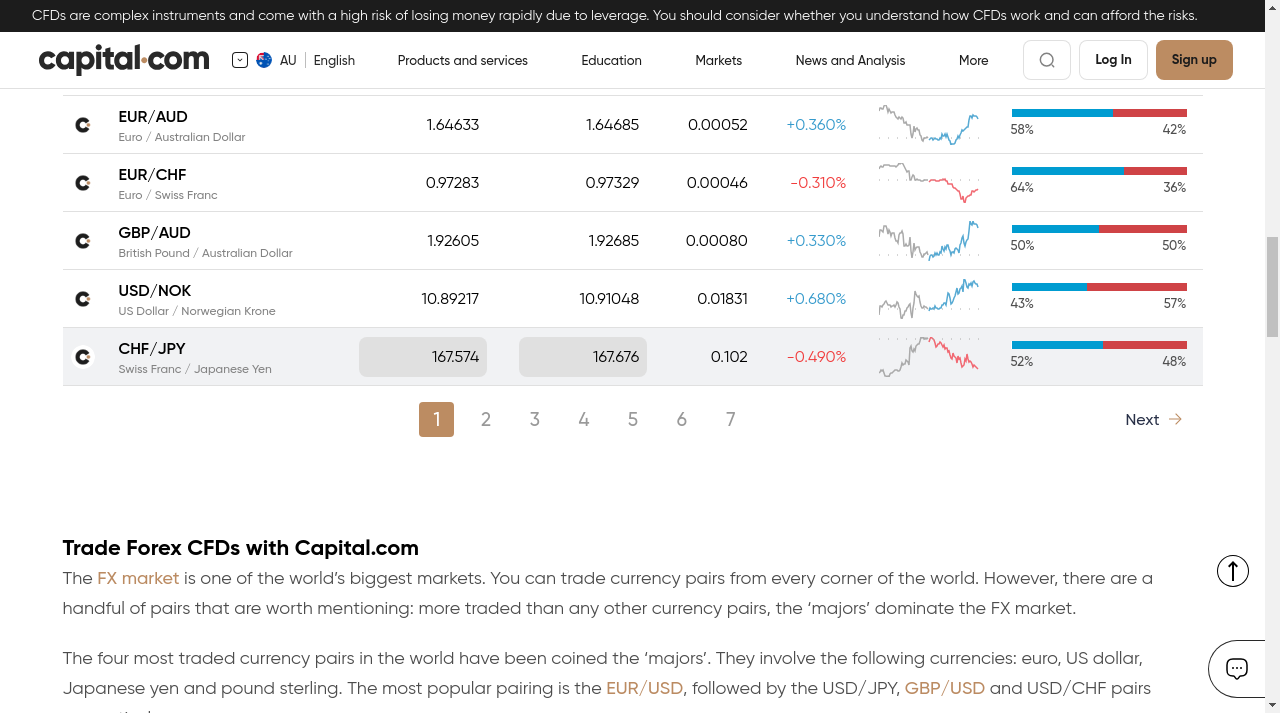 CFDs are complex instruments and come with a high risk of losing money rapidly due to leverage. You should consider whether you understand how CFDs work and can afford the risks.
capital.com AU English Products and services Education Markets News and Analysis More Log In Sign up
EUR/AUD
Euro / Australian Dollar
1.64633 1.64685 0.00052 +0.360% 58% 42%
EUR/CHF
Euro / Swiss Franc
0.97283 0.97329 0.00046 -0.310% 64% 36%
GBP/AUD
British Pound / Australian Dollar
1.92605 1.92685 0.00080 +0.330% 50% 50%
USD/NOK
US Dollar / Norwegian Krone
10.89217 10.91048 0.01831 +0.680% 43% 57%
CHF/JPY
Swiss Franc / Japanese Yen
167.574 167.676 0.102 -0.490% 52% 48%
1 2 3 4 5 6 7 Next
Trade Forex CFDs with Capital.com
The FX market is one of the world’s biggest markets. You can trade currency pairs from every corner of the world. However, there are a
handful of pairs that are worth mentioning: more traded than any other currency pairs, the ‘majors’ dominate the FX market.
The four most traded currency pairs in the world have been coined the ‘majors’. They involve the following currencies: euro, US dollar,
Japanese yen and pound sterling. The most popular pairing is the EUR/USD, followed by the USD/JPY, GBP/USD and USD/CHF pairs